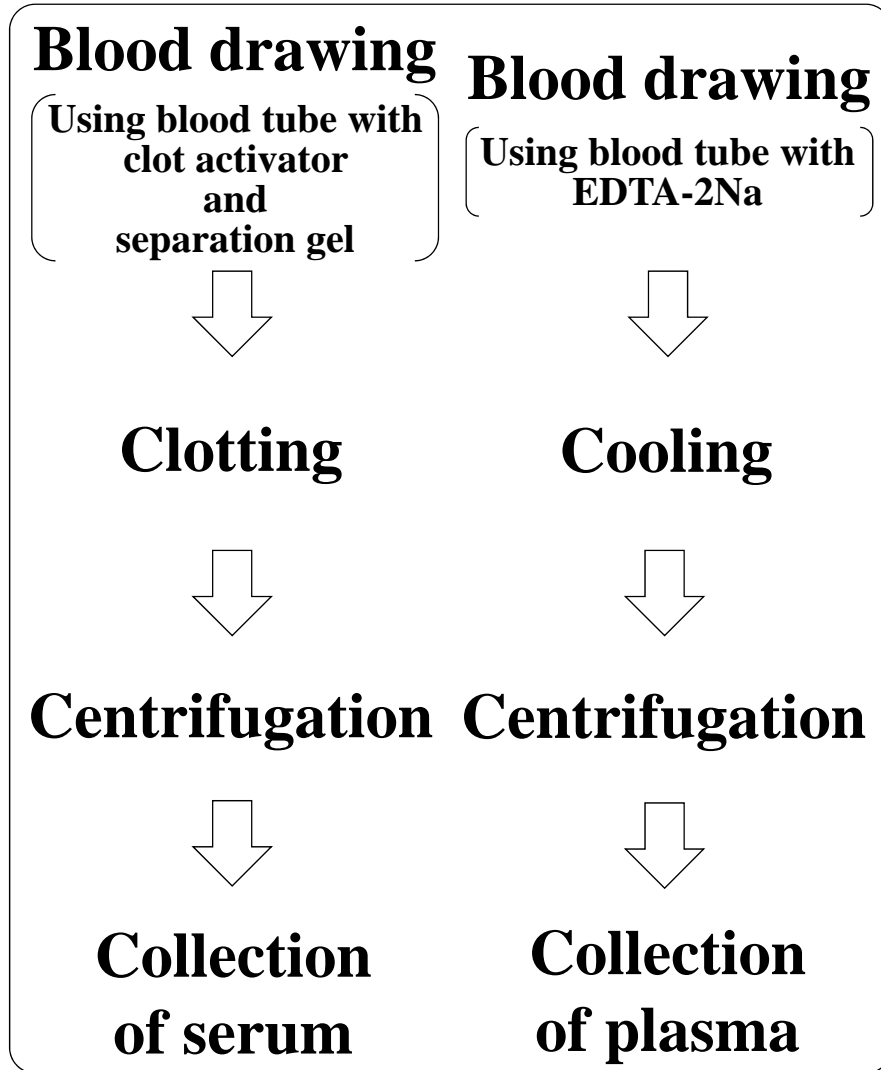 Blood drawing
Using blood tube with
clot activator
and
separation gel
Clotting
Centrifugation
Collection
of serum
Blood drawing
Using blood tube with
EDTA-2Na
Cooling
Centrifugation
Collection
of plasma